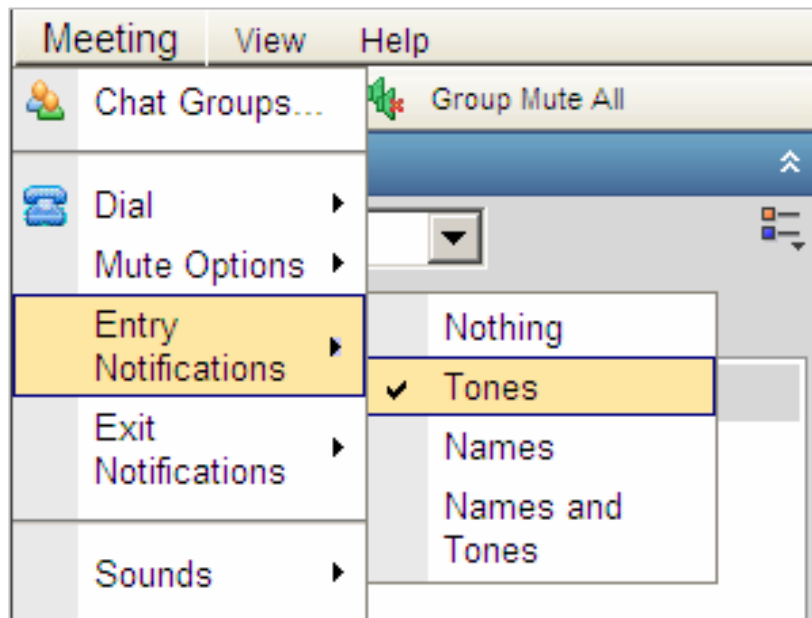 Meeting View Help
Chat Groups...
Group Mute All
Dial
Mute Options
Entry
Notifications
Nothing
Tones
Names
Names and
Tones
Exit
Notifications
Sounds